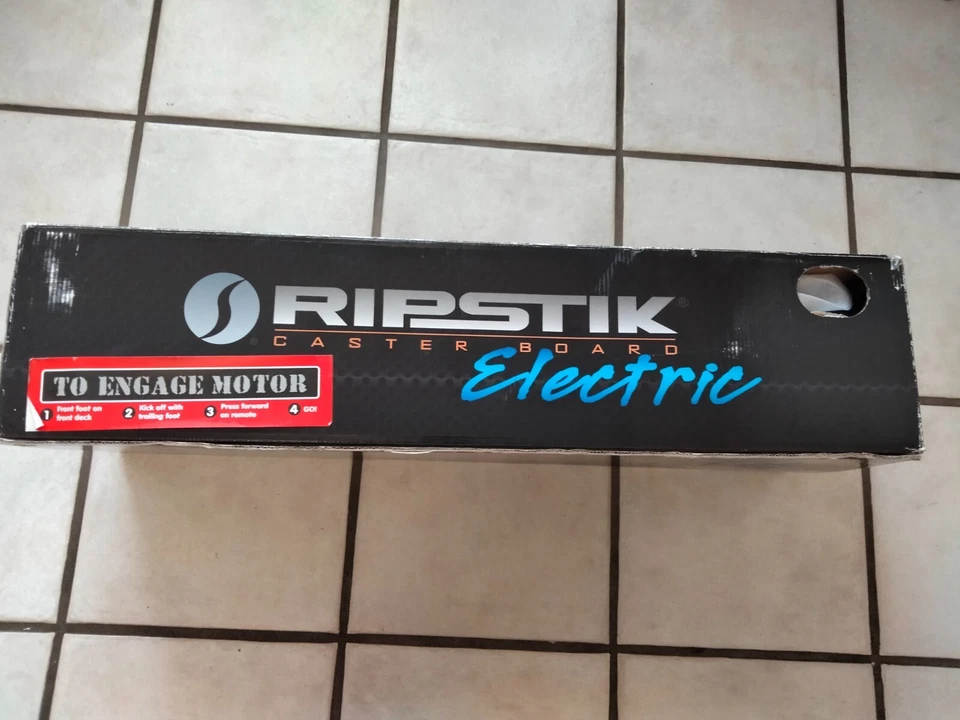 RIPSTIK®
CASTER BOARD
Electric
TO ENGAGE MOTOR
1 Front foot on
front deck
2 Kick off with
trailing foot
3 Press forward
on remote
4 GO!